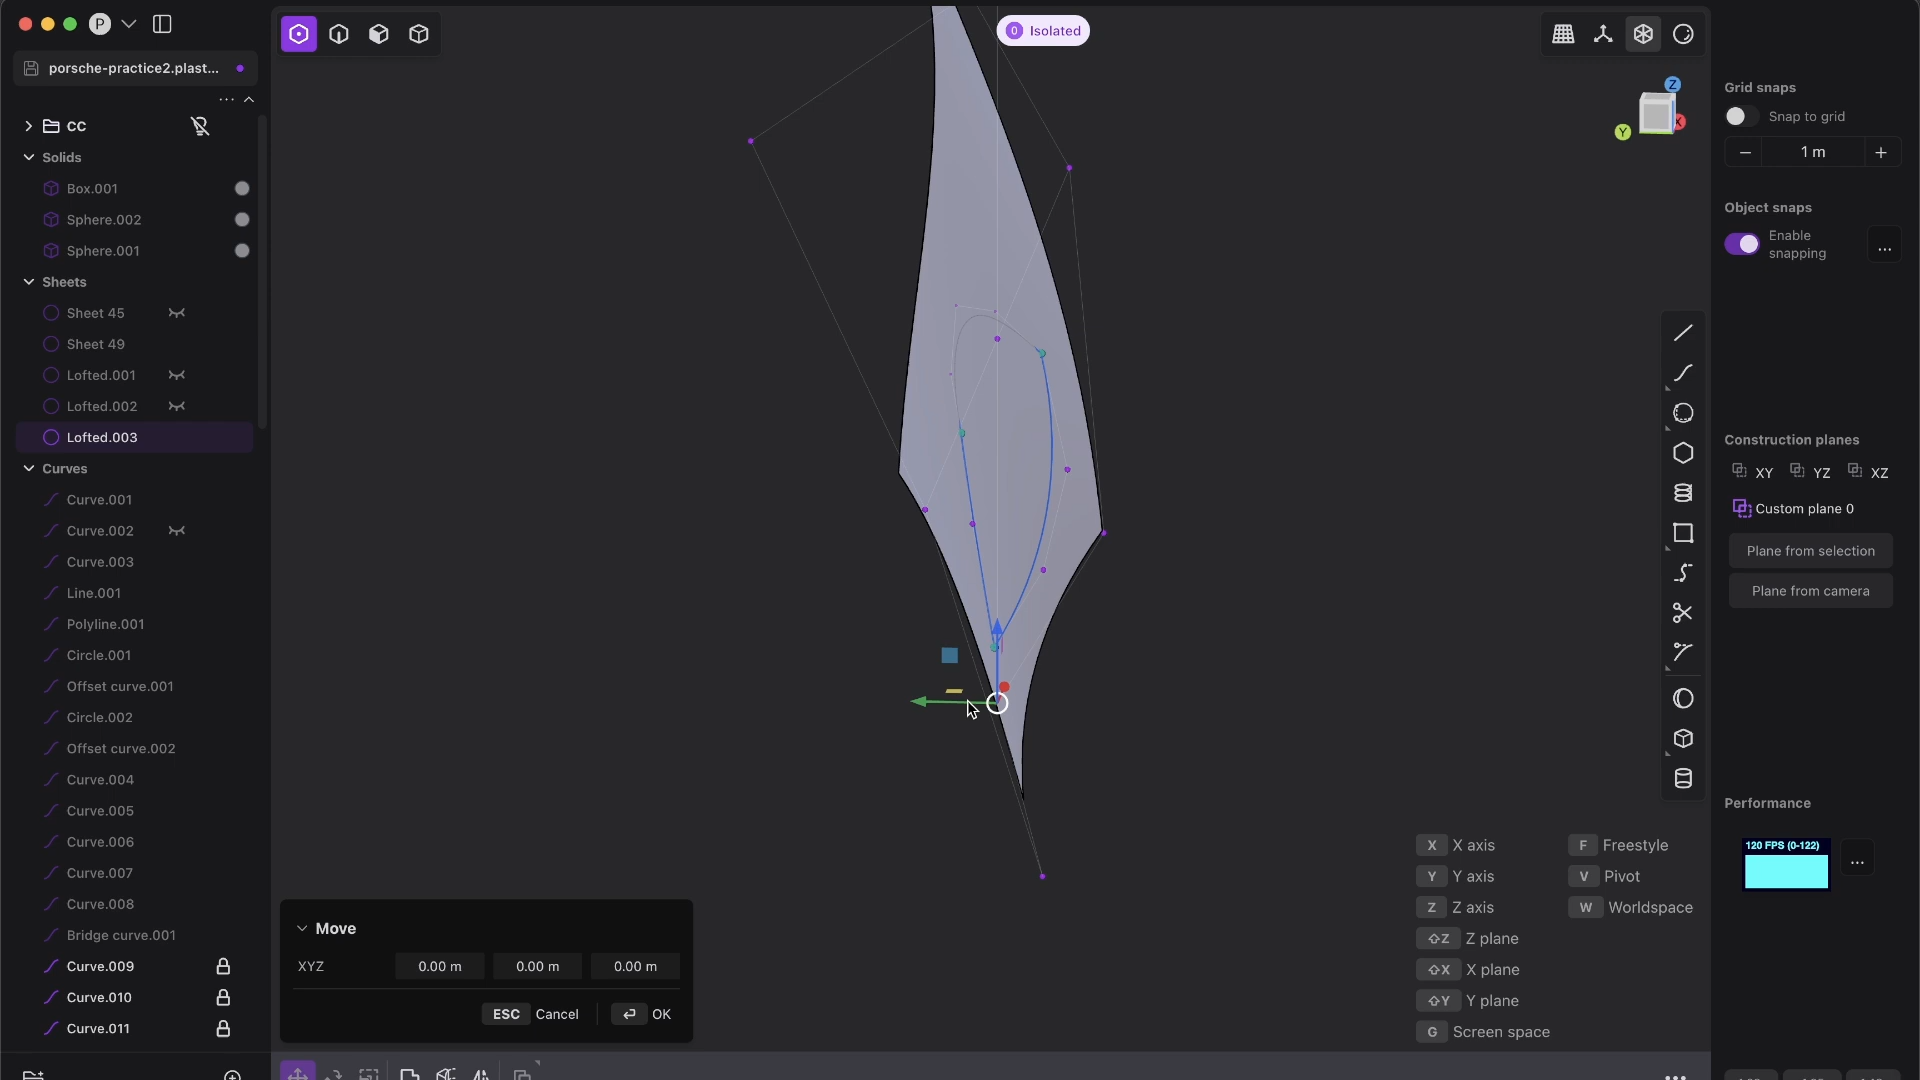 P
porsche-practice2.plast...
CC
Solids
Box.001
Sphere.002
Sphere.001
Sheets
Sheet 45
Sheet 49
Lofted.001
Lofted.002
Lofted.003
Curves
Curve.001
Curve.002
Curve.003
Line.001
Polyline.001
Circle.001
Offset curve.001
Circle.002
Offset curve.002
Curve.004
Curve.005
Curve.006
Curve.007
Curve.008
Bridge curve.001
Curve.009
Curve.010
Curve.011
0 Isolated
Z
X
Y
Move
XYZ 0.00 m 0.00 m 0.00 m
ESC Cancel OK
X X axis F Freestyle
Y Y axis V Pivot
Z Z axis W Worldspace
⇧Z Z plane
⇧X X plane
⇧Y Y plane
G Screen space
Grid snaps
Snap to grid
− 1 m +
Object snaps
Enable
snapping
...
Construction planes
XY YZ XZ
Custom plane 0
Plane from selection
Plane from camera
Performance
120 FPS (0-122)
...